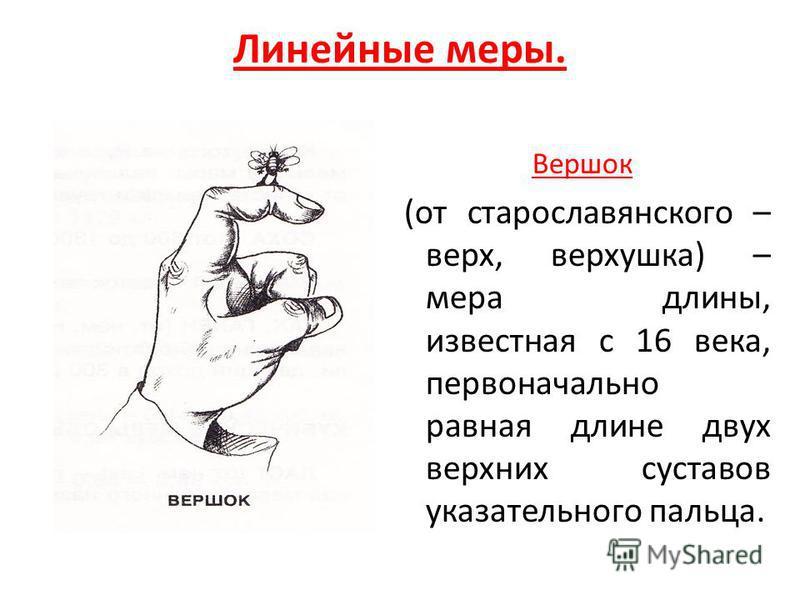 Линейные меры.
Вершок
(от старославянского –
верх, верхушка) –
мера длины,
известная с 16 века,
первоначально
равная длине двух
верхних суставов
указательного пальца.
ВЕРШОК
MyShared